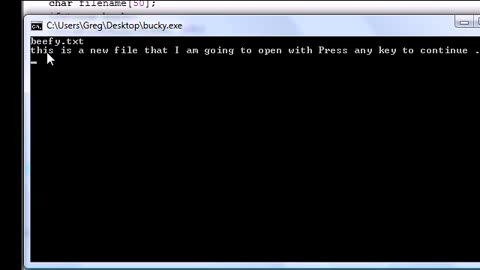 char filename[50];
C:\Users\Greg\Desktop\bucky.exe
beefy.txt
this is a new file that I am going to open with Press any key to continue .